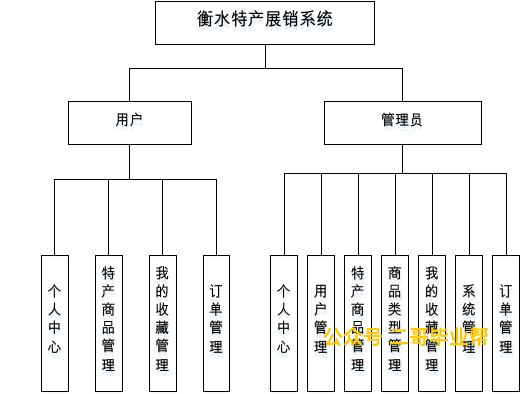 衡水特产展销系统
用户
管理员
个人中心
特产商品管理
我的收藏管理
订单管理
个人中心
用户管理
特产商品管理
商品类型管理
我的收藏管理
系统管理
订单管理
公众号 二哥毕业帮